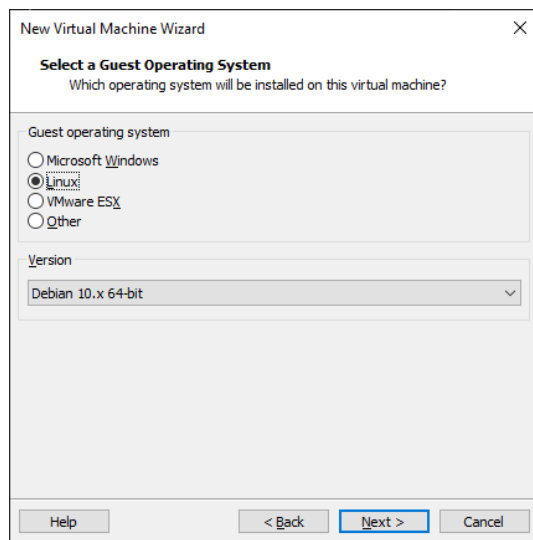 New Virtual Machine Wizard
Select a Guest Operating System
Which operating system will be installed on this virtual machine?
Guest operating system
Microsoft Windows
Linux
VMware ESX
Other
Version
Debian 10.x 64-bit
Help
< Back
Next >
Cancel